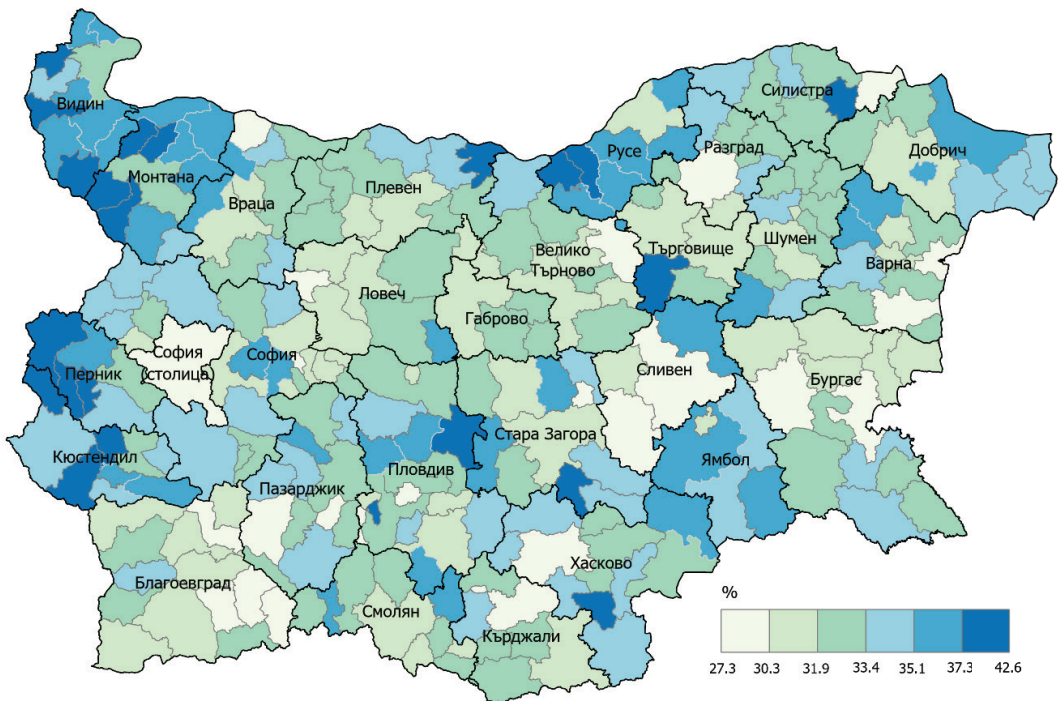 Силистра
Видин
Русе
Разград
Добрич
Монтана
Плевен
Враца
Велико
Търново
Търговище
Шумен
Варна
Ловеч
Габрово
София
(столица)
София
Перник
Сливен
Бургас
Стара Загора
Кюстендил
Пловдив
Ямбол
Пазарджик
Хасково
Благоевград
Смолян
Кърджали
%
27.3 30.3 31.9 33.4 35.1 37.3 42.6